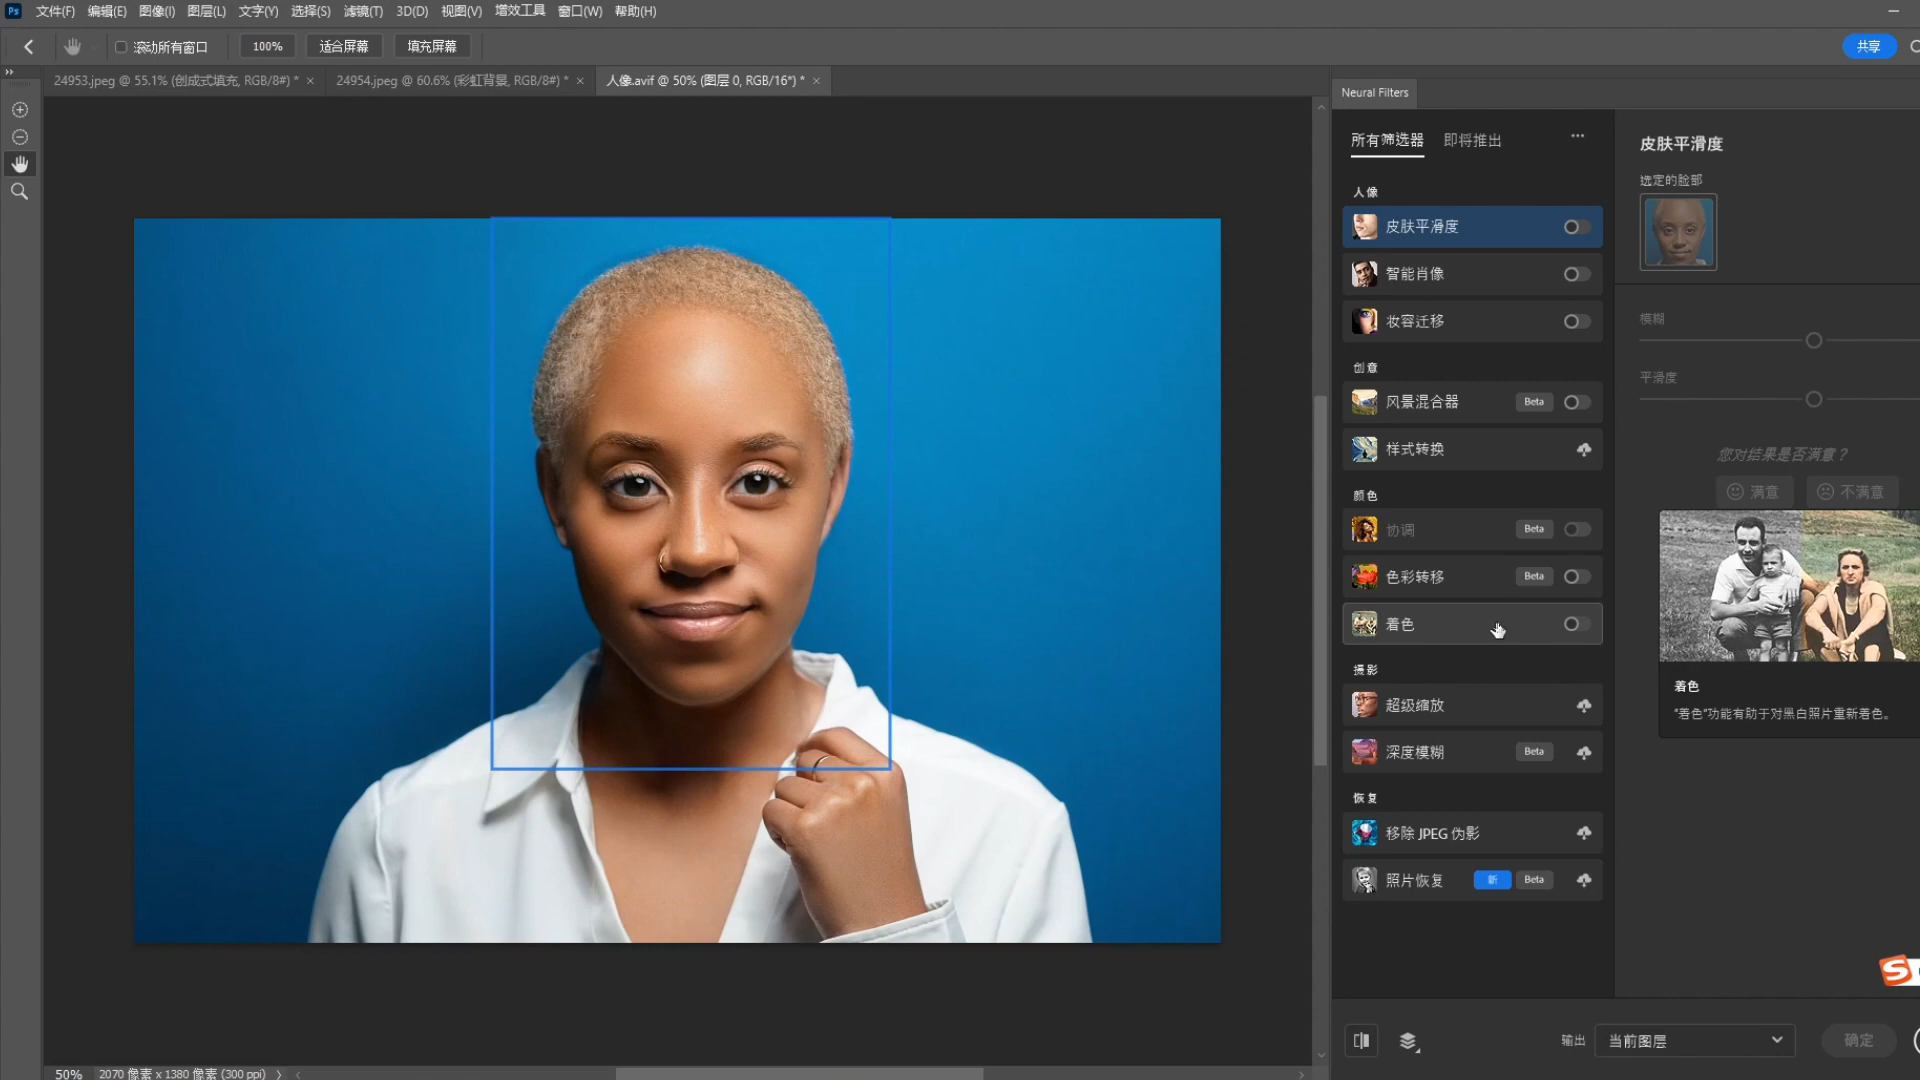 Ps 文件(F) 编辑(E) 图像(I) 图层(L) 文字(Y) 选择(S) 滤镜(T) 3D(D) 视图(V) 增效工具 窗口(W) 帮助(H)
滚动所有窗口 100% 适合屏幕 填充屏幕 共享
24953.jpeg @ 55.1% (创成式填充, RGB/8#) * × 24954.jpeg @ 60.6% (彩虹背景, RGB/8#) * × 人像.avif @ 50% (图层 0, RGB/16*) * ×
Neural Filters
所有筛选器 即将推出 ···
人像
皮肤平滑度
智能肖像
妆容迁移
创意
风景混合器 Beta
样式转换
颜色
协调 Beta
色彩转移 Beta
着色
摄影
超级缩放
深度模糊 Beta
恢复
移除 JPEG 伪影
照片恢复 新 Beta
皮肤平滑度
选定的脸部
模糊
平滑度
您对结果是否满意？
满意 不满意
着色
“着色”功能有助于对黑白照片重新着色。
S
输出 当前图层 确定
50% 2070 像素 x 1380 像素 (300 ppi)